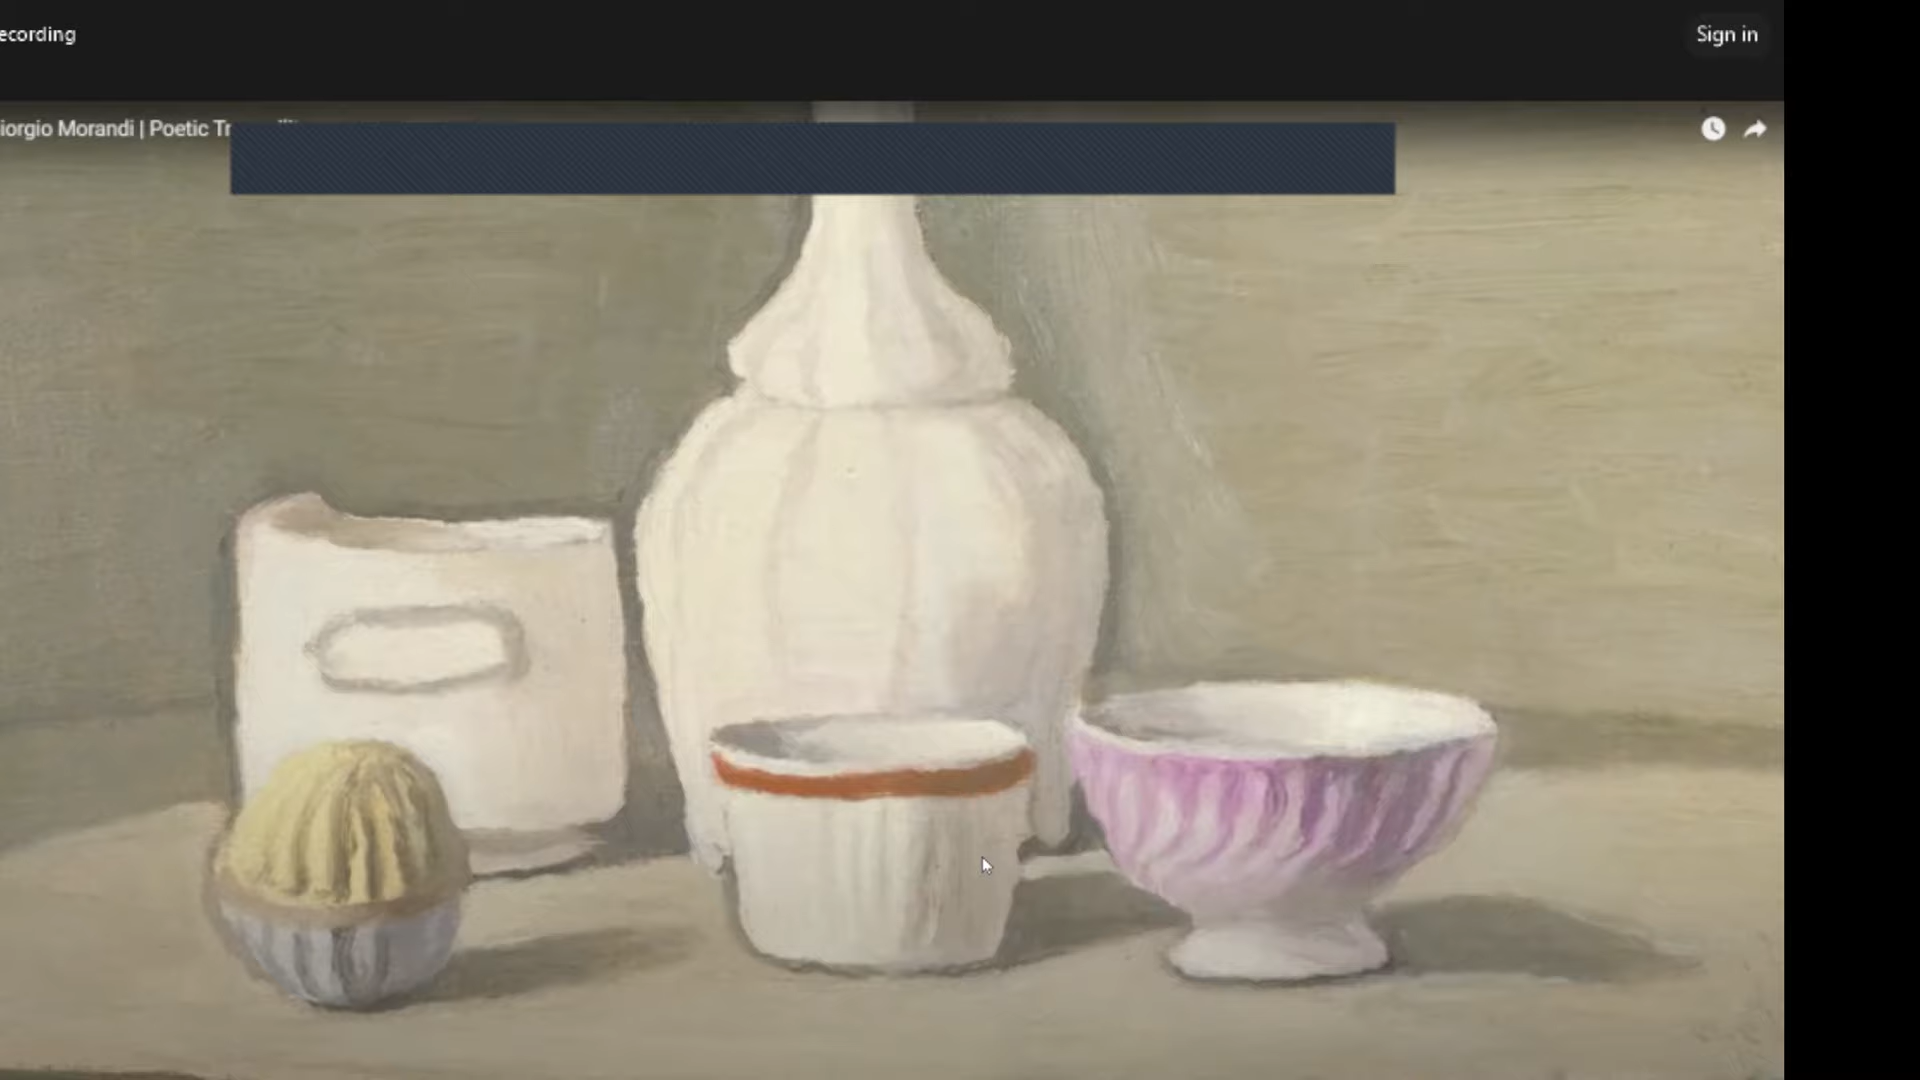 ecording
Sign in
iorgio Morandi | Poetic Tr